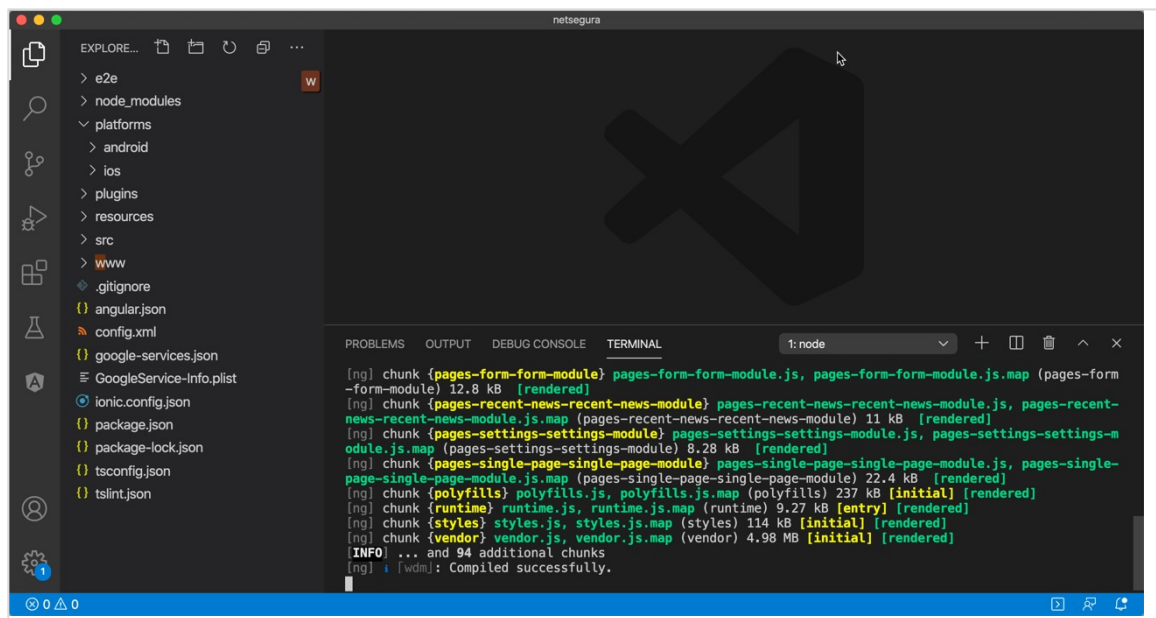 netsegura
EXPLORE...
W
e2e
node_modules
platforms
android
ios
plugins
resources
src
www
.gitignore
angular.json
config.xml
google-services.json
GoogleService-Info.plist
ionic.config.json
package.json
package-lock.json
tsconfig.json
tslint.json
PROBLEMS OUTPUT DEBUG CONSOLE TERMINAL 1: node
[ng] chunk {pages-form-form-module} pages-form-form-module.js, pages-form-form-module.js.map (pages-form
-form-module) 12.8 kB [rendered]
[ng] chunk {pages-recent-news-recent-news-module} pages-recent-news-recent-news-module.js, pages-recent-
news-recent-news-module.js.map (pages-recent-news-recent-news-module) 11 kB [rendered]
[ng] chunk {pages-settings-settings-module} pages-settings-settings-module.js, pages-settings-settings-m
odule.js.map (pages-settings-settings-module) 8.28 kB [rendered]
[ng] chunk {pages-single-page-single-page-module} pages-single-page-single-page-module.js, pages-single-
page-single-page-module.js.map (pages-single-page-single-page-module) 22.4 kB [rendered]
[ng] chunk {polyfills} polyfills.js, polyfills.js.map (polyfills) 237 kB [initial] [rendered]
[ng] chunk {runtime} runtime.js, runtime.js.map (runtime) 9.27 kB [entry] [rendered]
[ng] chunk {styles} styles.js, styles.js.map (styles) 114 kB [initial] [rendered]
[ng] chunk {vendor} vendor.js, vendor.js.map (vendor) 4.98 MB [initial] [rendered]
[INFO] ... and 94 additional chunks
[ng] i ｢wdm｣: Compiled successfully.
1
0 0